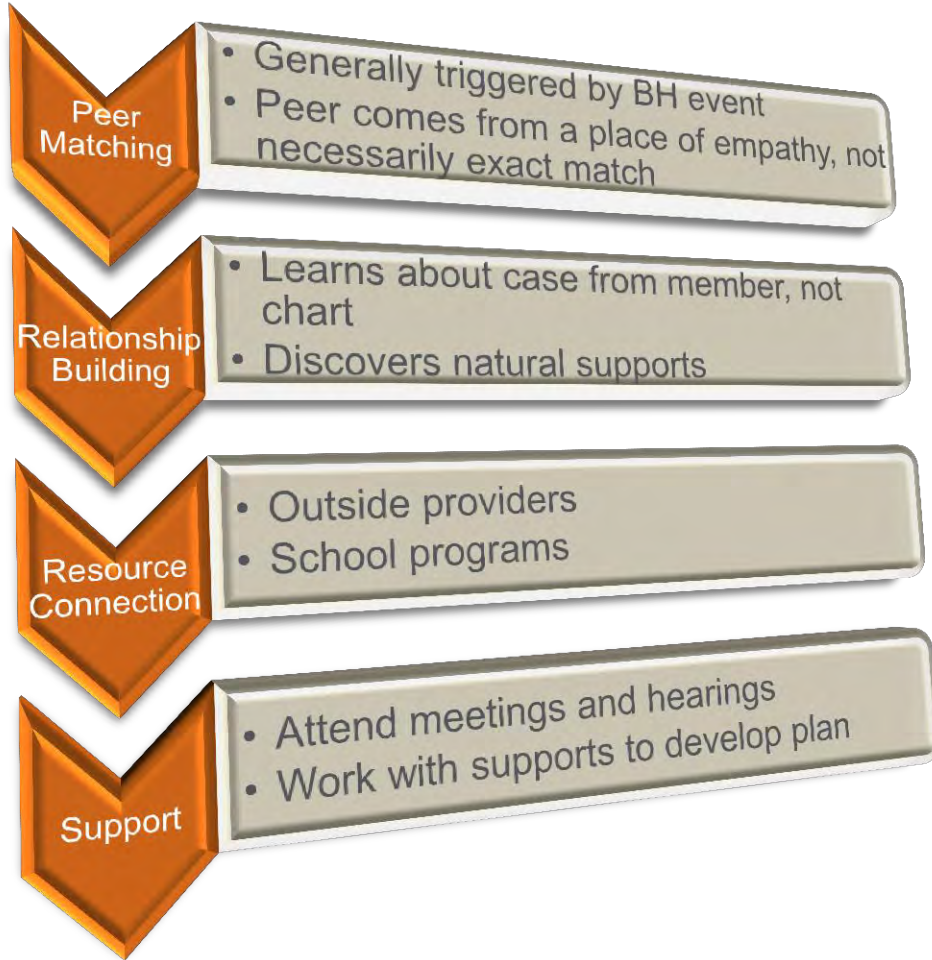 Peer
Matching
• Generally triggered by BH event
• Peer comes from a place of empathy, not
necessarily exact match
Relationship
Building
• Learns about case from member, not
chart
• Discovers natural supports
Resource
Connection
• Outside providers
• School programs
Support
• Attend meetings and hearings
• Work with supports to develop plan